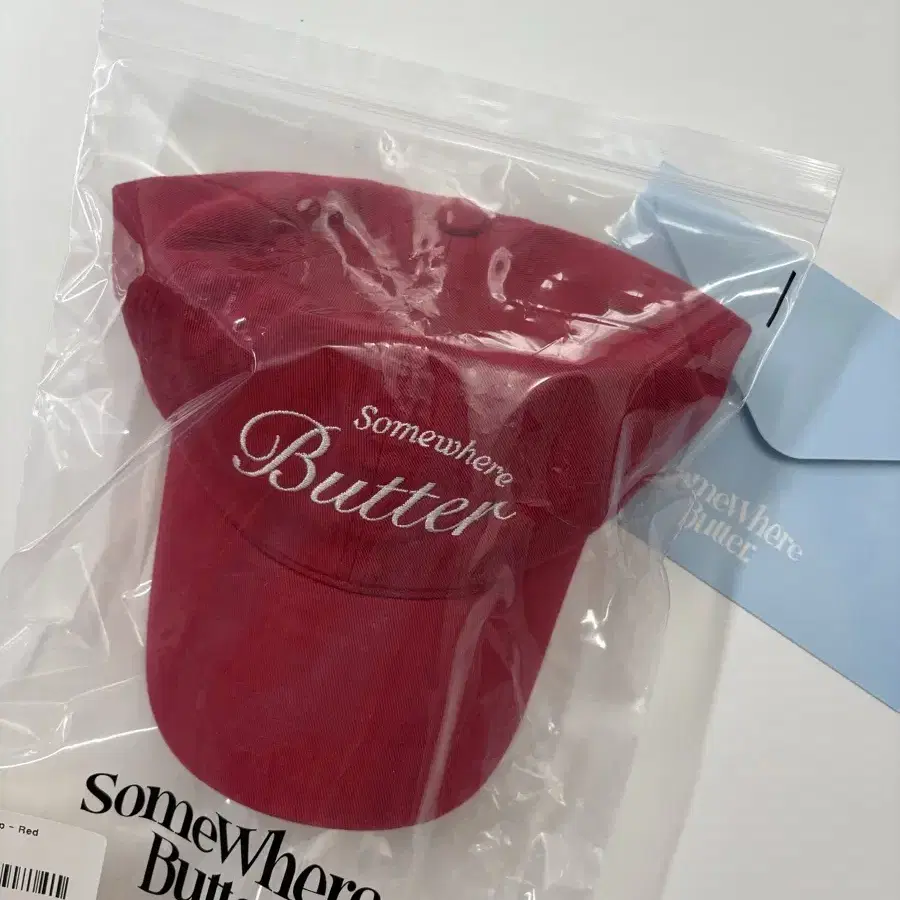 Somewhere
Butter
SomeWhere
Butter.
p - Red
SomeWhere